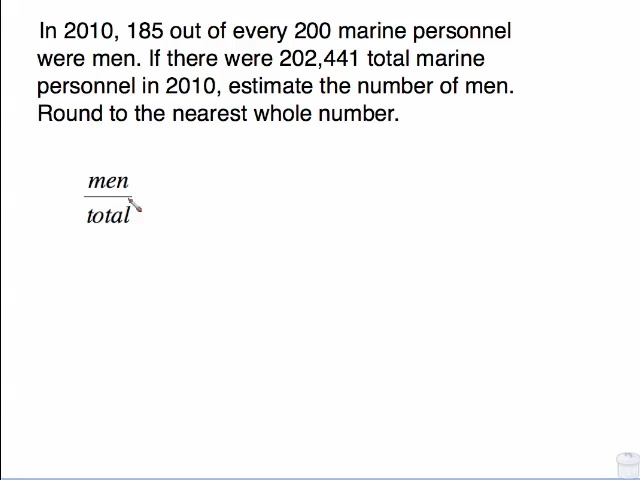 In 2010, 185 out of every 200 marine personnel
were men. If there were 202,441 total marine
personnel in 2010, estimate the number of men.
Round to the nearest whole number.
men
total